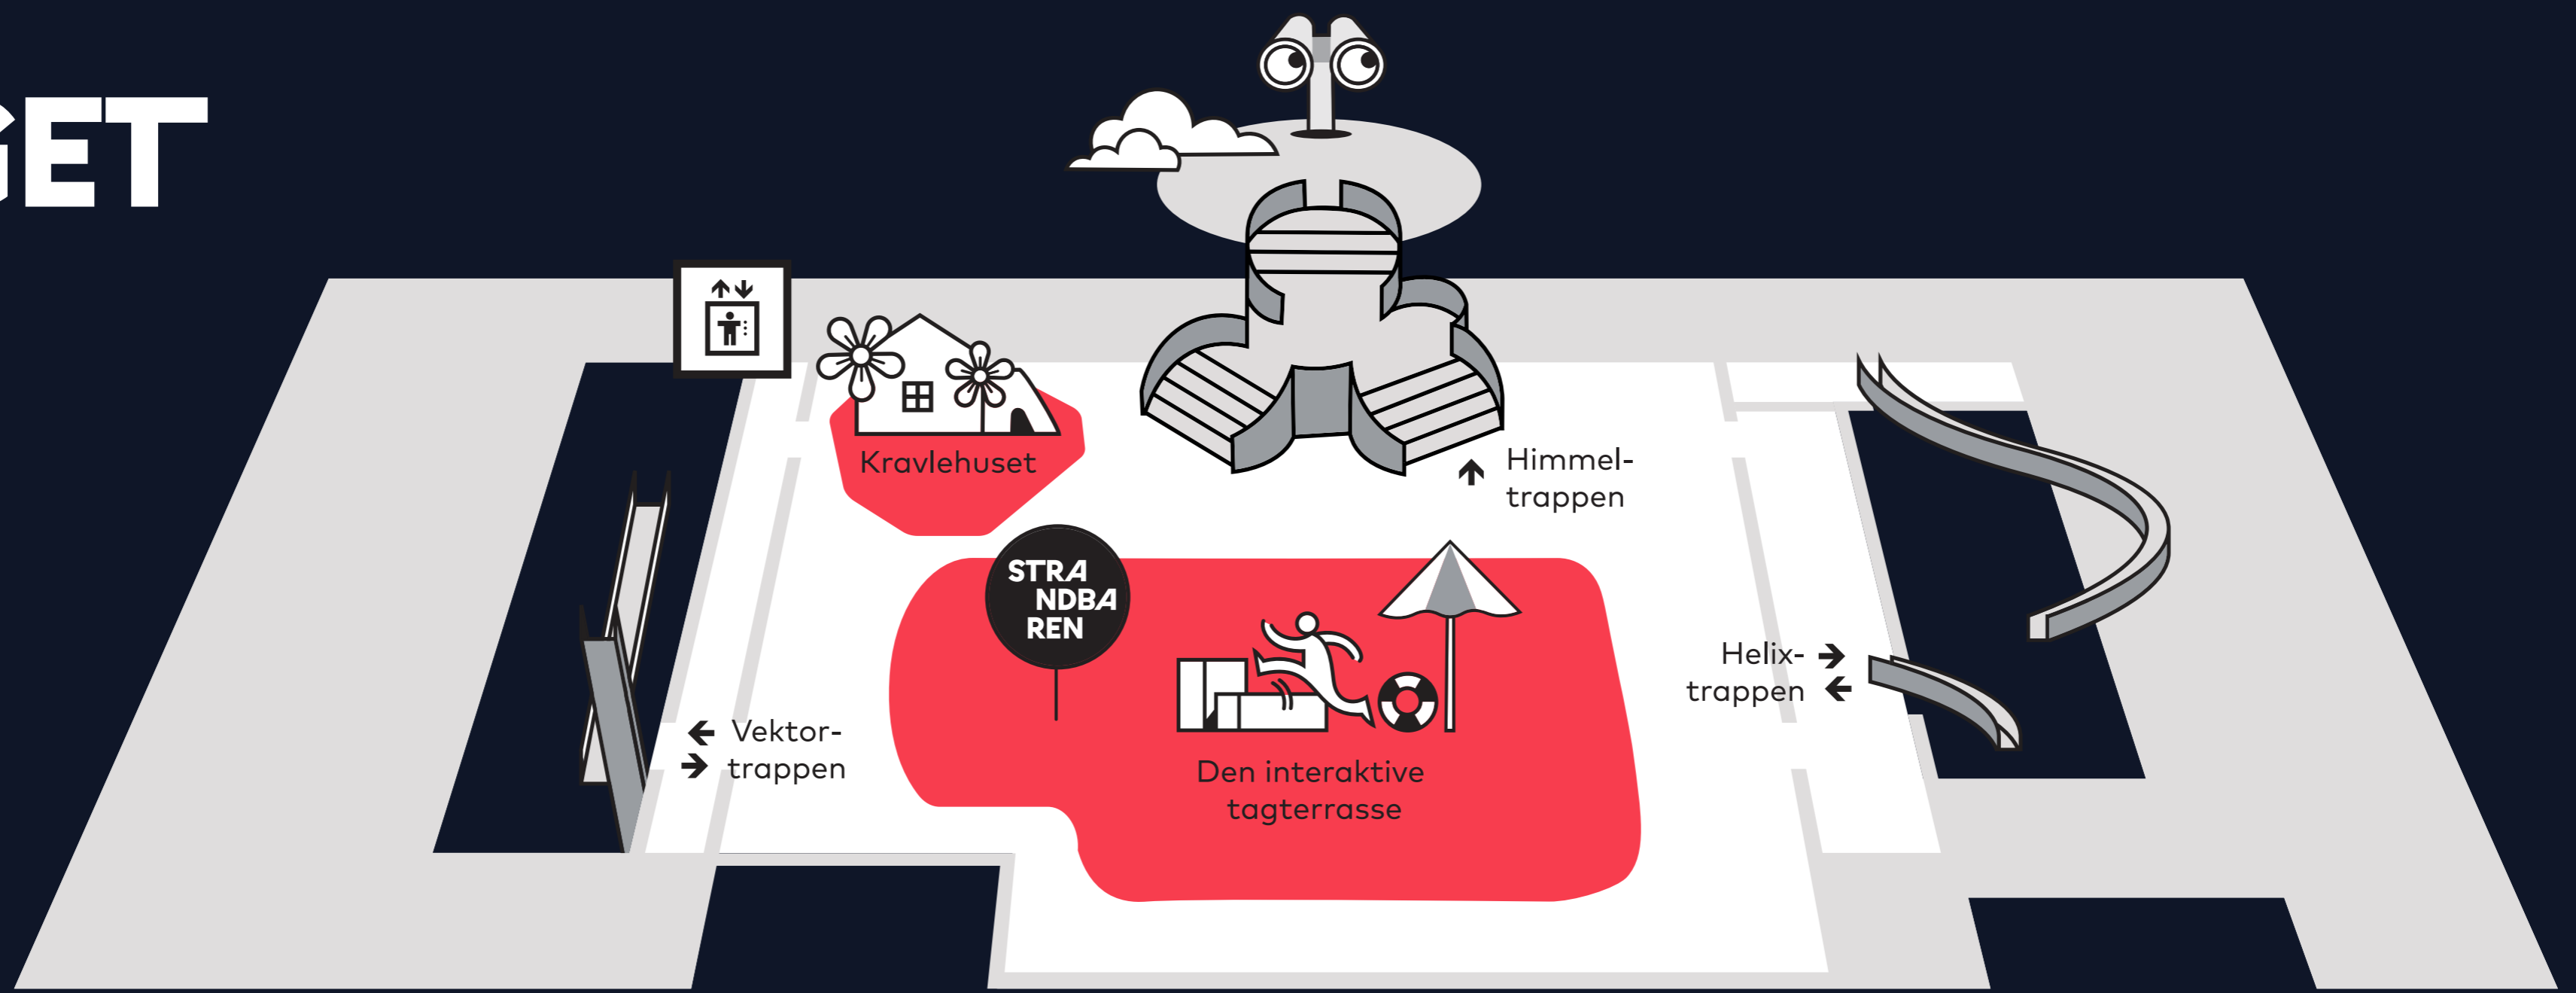 GET
Kravlehuset
Himmel-
trappen
STRA
NDBA
REN
Helix-
trappen
Vektor-
trappen
Den interaktive
tagterrasse